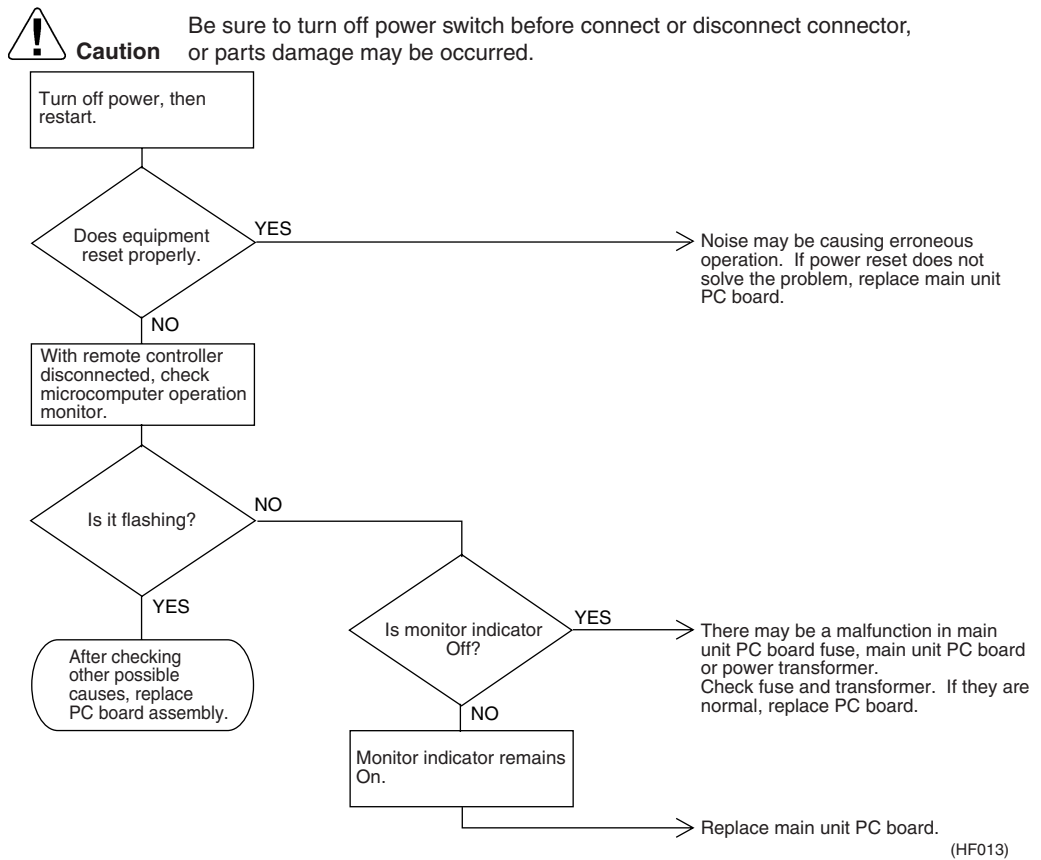 Caution
Be sure to turn off power switch before connect or disconnect connector,
or parts damage may be occurred.
Turn off power, then
restart.
Does equipment
reset properly.
YES
Noise may be causing erroneous
operation. If power reset does not
solve the problem, replace main unit
PC board.
NO
With remote controller
disconnected, check
microcomputer operation
monitor.
Is it flashing?
NO
YES
After checking
other possible
causes, replace
PC board assembly.
Is monitor indicator
Off?
YES
There may be a malfunction in main
unit PC board fuse, main unit PC board
or power transformer.
Check fuse and transformer. If they are
normal, replace PC board.
NO
Monitor indicator remains
On.
Replace main unit PC board.
(HF013)